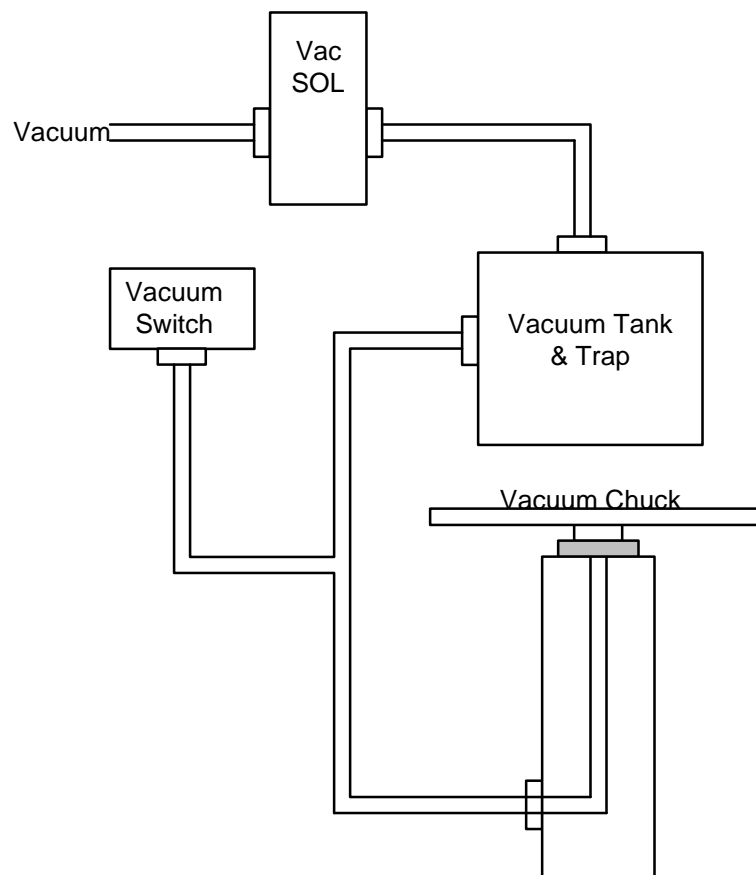 Vac
SOL
Vacuum
Vacuum
Switch
Vacuum Tank
& Trap
Vacuum Chuck